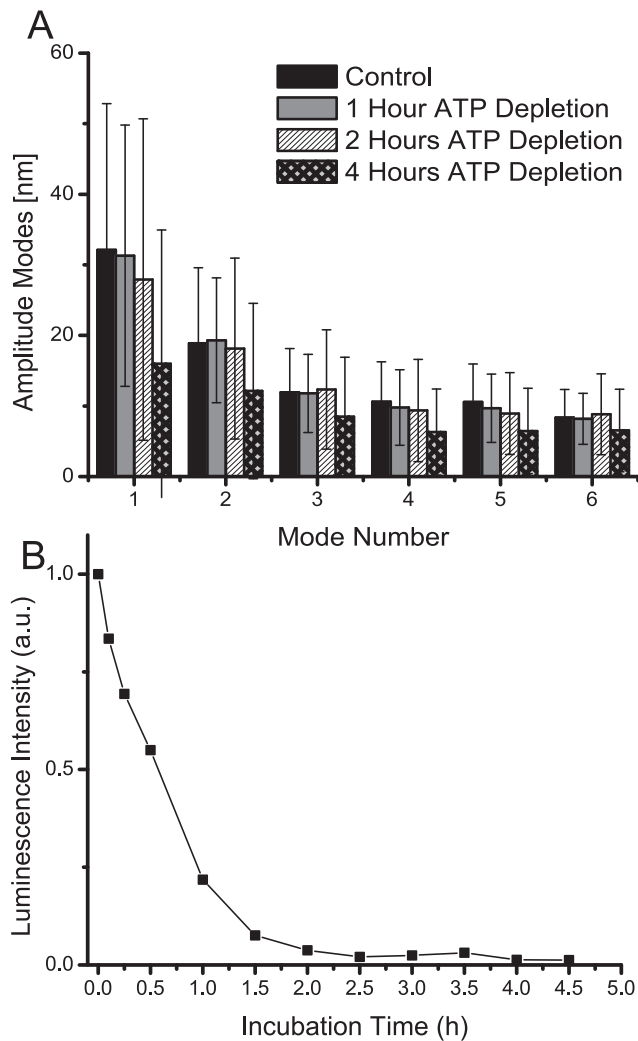 A
60
40
20
0
Amplitude Modes [nm]
Control
1 Hour ATP Depletion
2 Hours ATP Depletion
4 Hours ATP Depletion
1 2 3 4 5 6
Mode Number
B
1.0
0.5
0.0
Luminescence Intensity (a.u.)
0.0 0.5 1.0 1.5 2.0 2.5 3.0 3.5 4.0 4.5 5.0
Incubation Time (h)